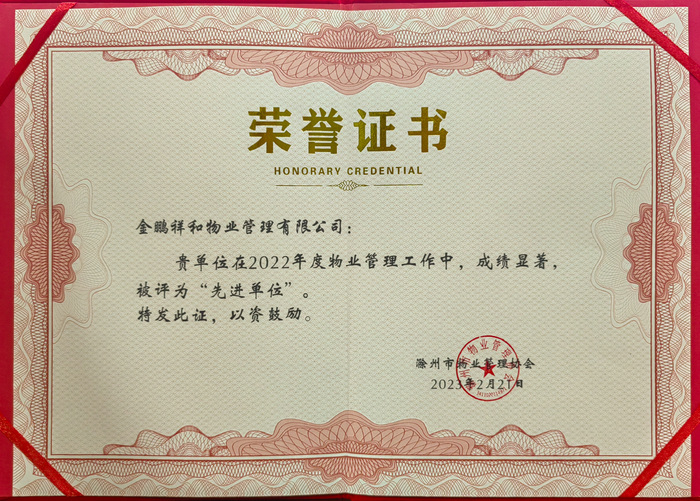 荣誉证书
HONORARY CREDENTIAL
金鹏祥和物业管理有限公司：
贵单位在2022年度物业管理工作中，成绩显著，
被评为“先进单位”。
特发此证，以资鼓励。
滁州市物业管理协会
2023年2月21日